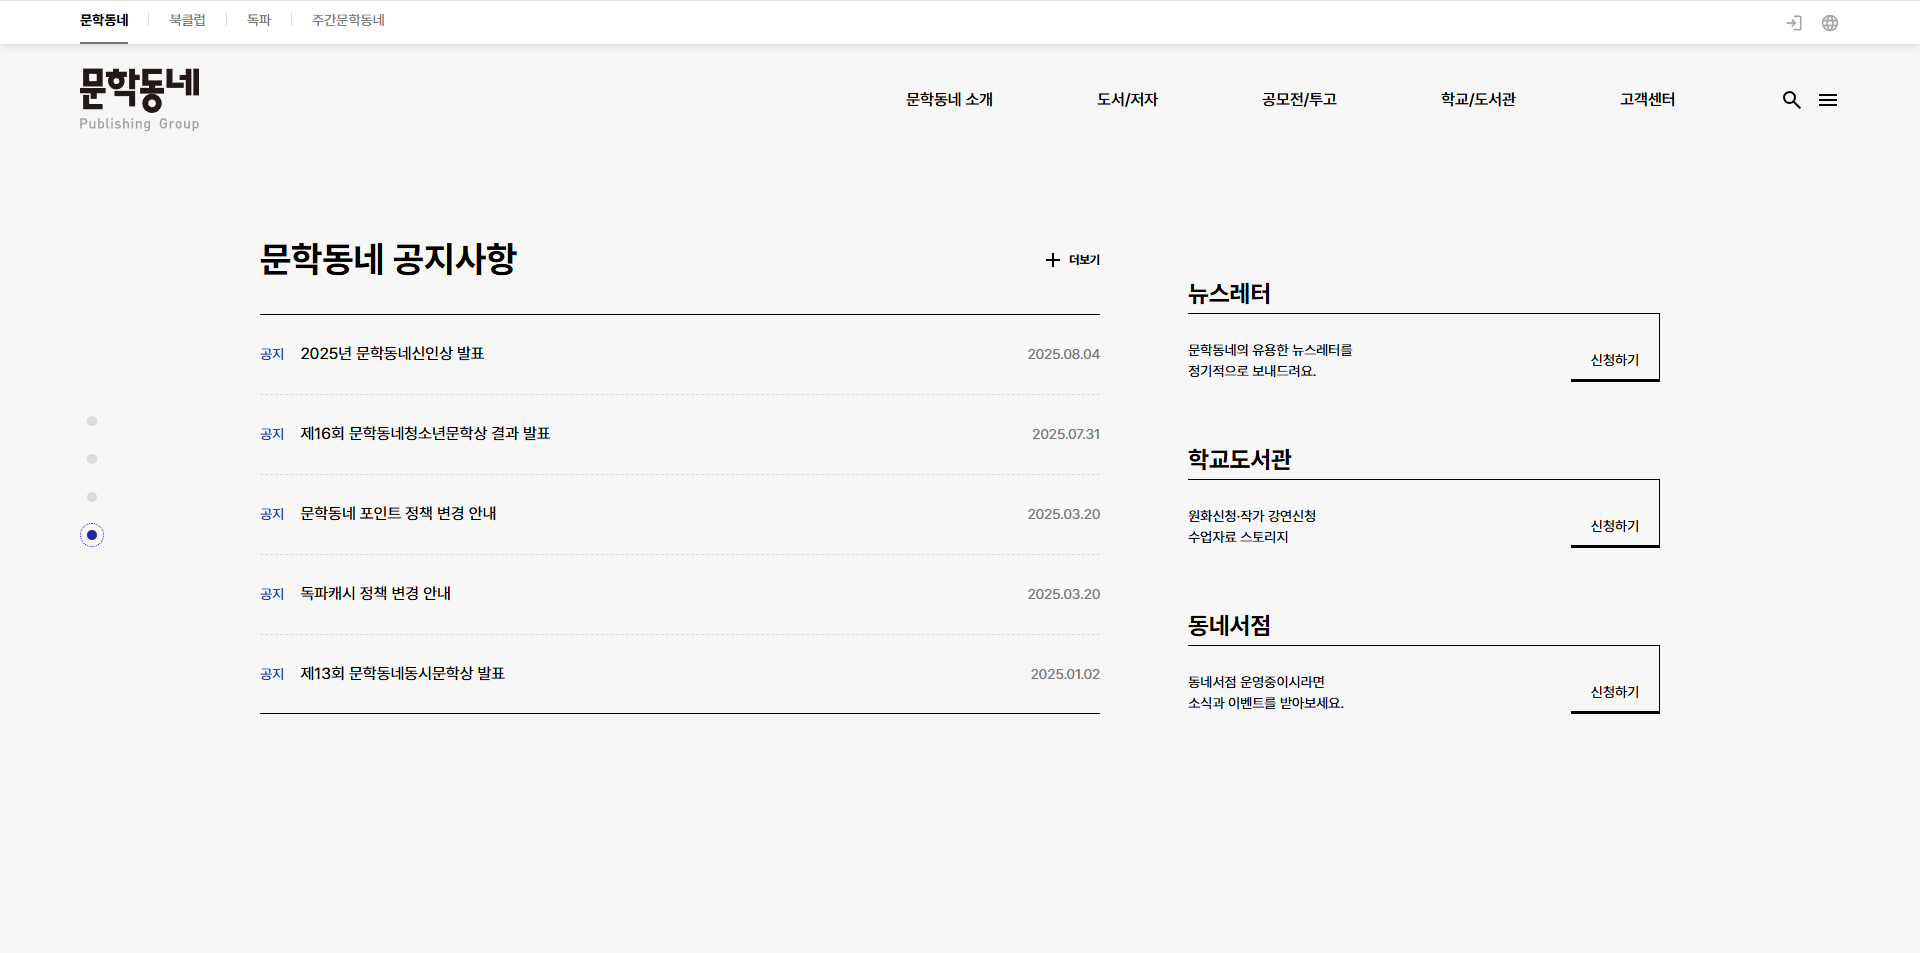 문학동네
북클럽
독파
주간문학동네
문학동네
Publishing Group
문학동네 소개
도서/저자
공모전/투고
학교/도서관
고객센터
문학동네 공지사항
더보기
공지 2025년 문학동네신인상 발표 2025.08.04
공지 제16회 문학동네청소년문학상 결과 발표 2025.07.31
공지 문학동네 포인트 정책 변경 안내 2025.03.20
공지 독파캐시 정책 변경 안내 2025.03.20
공지 제13회 문학동네동시문학상 발표 2025.01.02
뉴스레터
문학동네의 유용한 뉴스레터를
정기적으로 보내드려요.
신청하기
학교도서관
원화신청·작가 강연신청
수업자료 스토리지
신청하기
동네서점
동네서점 운영중이시라면
소식과 이벤트를 받아보세요.
신청하기